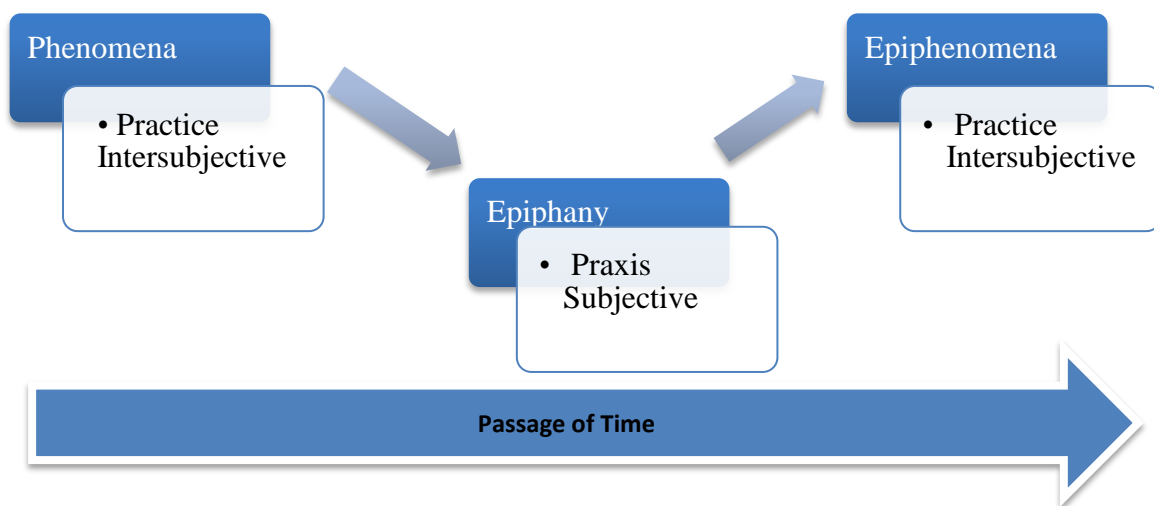 Phenomena
• Practice
Intersubjective
Epiphany
• Praxis
Subjective
Epiphenomena
• Practice
Intersubjective
Passage of Time